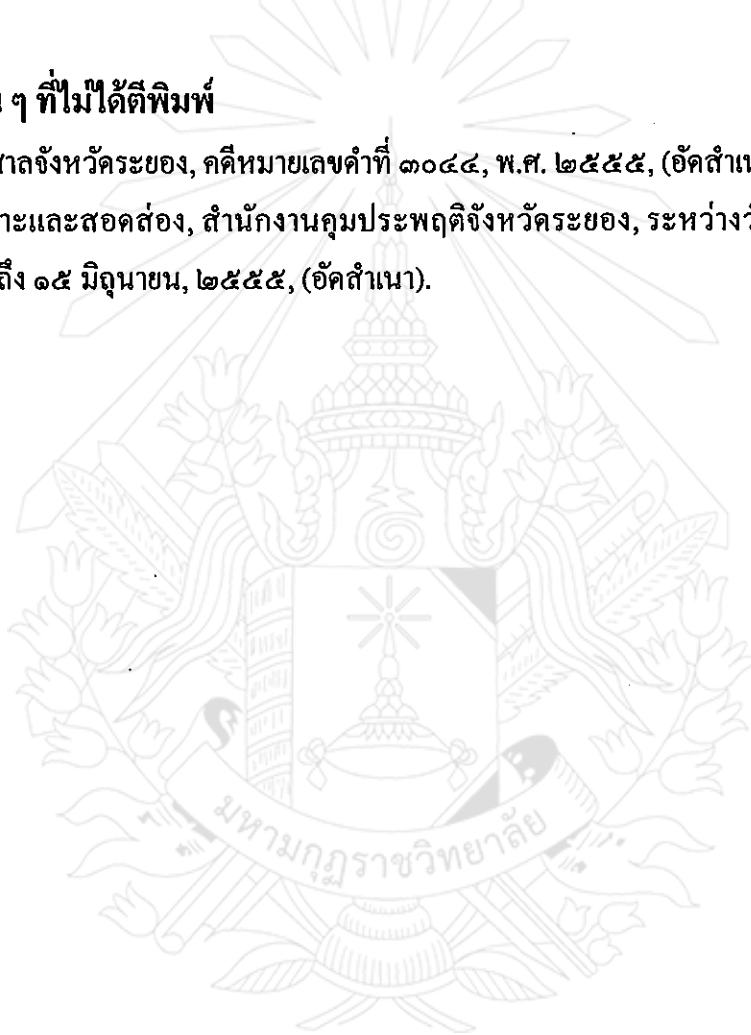 ๆ ที่ไม่ได้ตีพิมพ์
ศาลจังหวัดระยอง, คดีหมายเลขดำที่ ๓๐๔๔, พ.ศ. ๒๕๕๕, (อัดสำเน
าะและสอดส่อง, สำนักงานคุมประพฤติจังหวัดระยอง, ระหว่างวั
ถึง ๑๕ มิถุนายน, ๒๕๕๕, (อัดสำเนา).
มหามกุฏราชวิทยาลัย